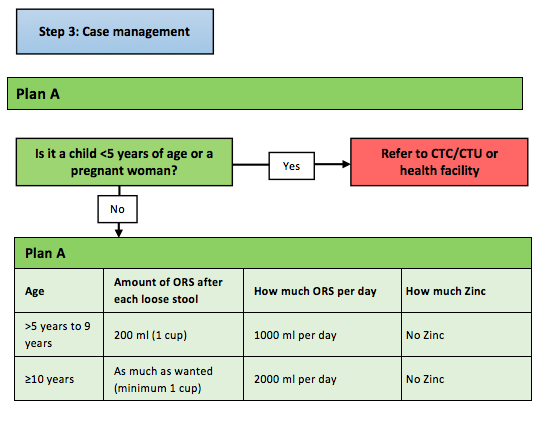 Step 3: Case management
Plan A
Is it a child <5 years of age or a
pregnant woman?
Yes
Refer to CTC/CTU or
health facility
No
Plan A
Age
Amount of ORS after
each loose stool
How much ORS per day
How much Zinc
>5 years to 9
years
200 ml (1 cup)
1000 ml per day
No Zinc
≥10 years
As much as wanted
(minimum 1 cup)
2000 ml per day
No Zinc